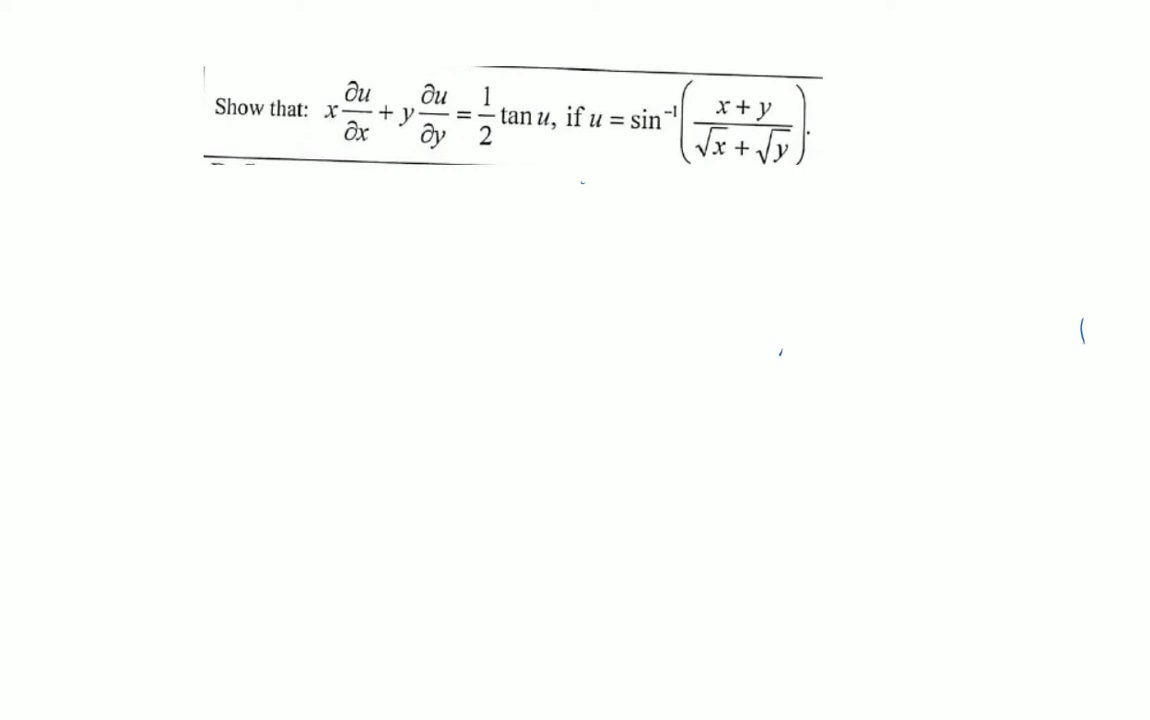 Show that: x ∂u/∂x + y ∂u/∂y = 1/2 tan u, if u = sin⁻¹((x + y)/(√x + √y)).